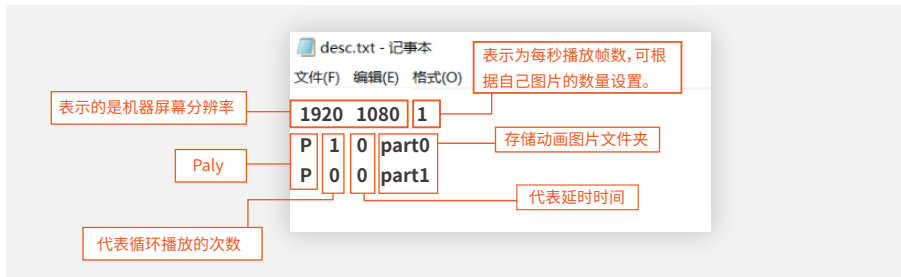 desc.txt - 记事本
文件(F) 编辑(E) 格式(O)
表示为每秒播放帧数，可根
据自己图片的数量设置。
表示的是机器屏幕分辨率
1920 1080 1
P 1 0 part0
存储动画图片文件夹
Paly
P 0 0 part1
代表延时时间
代表循环播放的次数